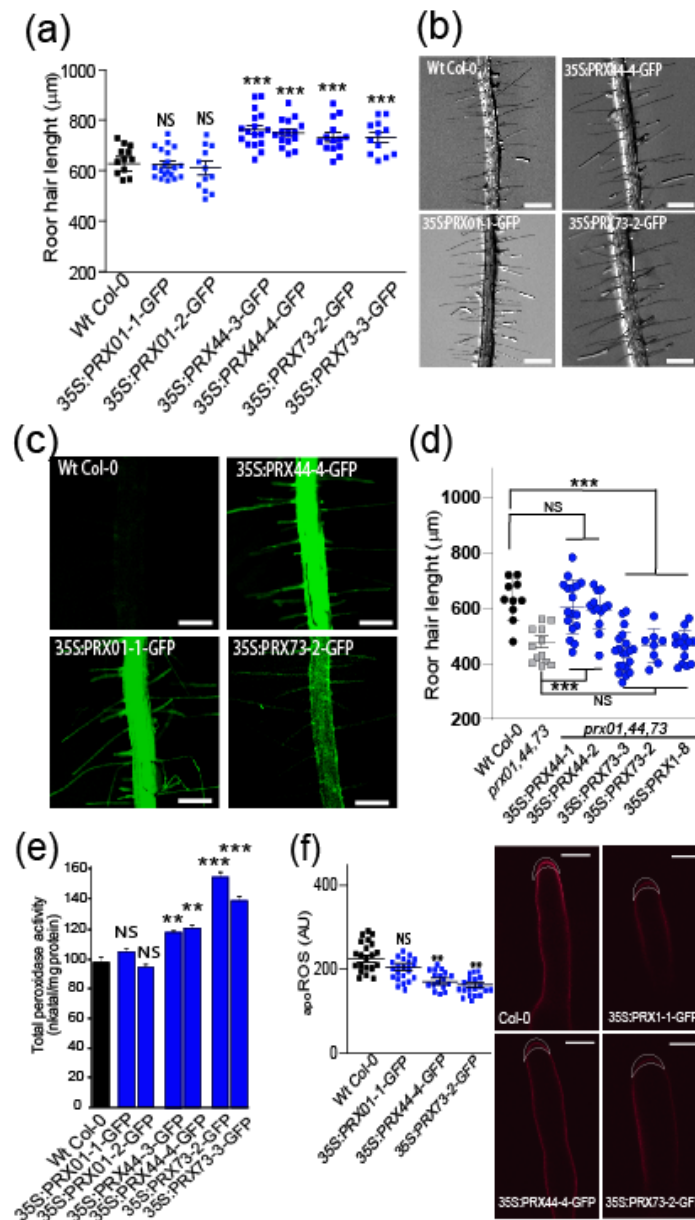 (a)
Roor hair lenght (μm)
1000
800
600
400
200
NS
NS
***
***
***
***
Wt Col-0
35S:PRX01-1-GFP
35S:PRX01-2-GFP
35S:PRX44-3-GFP
35S:PRX44-4-GFP
35S:PRX73-2-GFP
35S:PRX73-3-GFP
(b)
Wt Col-0
35S:PRX44-4-GFP
35S:PRX01-1-GFP
35S:PRX73-2-GFP
(c)
Wt Col-0
35S:PRX44-4-GFP
35S:PRX01-1-GFP
35S:PRX73-2-GFP
(d)
Roor hair lenght (μm)
1000
800
600
400
200
***
NS
***
NS
Wt Col-0
prx01,44,73
prx01,44,73
35S:PRX44-1
35S:PRX44-2
35S:PRX73-3
35S:PRX73-2
35S:PRX1-8
(e)
Total peroxidase activity
(nkatal/mg protein)
160
140
120
100
80
60
40
20
0
NS
NS
**
**
***
***
Wt Col-0
35S:PRX01-1-GFP
35S:PRX01-2-GFP
35S:PRX44-3-GFP
35S:PRX44-4-GFP
35S:PRX73-2-GFP
35S:PRX73-3-GFP
(f)
apoROS (AU)
400
200
0
NS
**
**
Wt Col-0
35S:PRX01-1-GFP
35S:PRX44-4-GFP
35S:PRX73-2-GFP
Col-0
35S:PRX1-1-GFP
35S:PRX44-4-GFP
35S:PRX73-2-GF